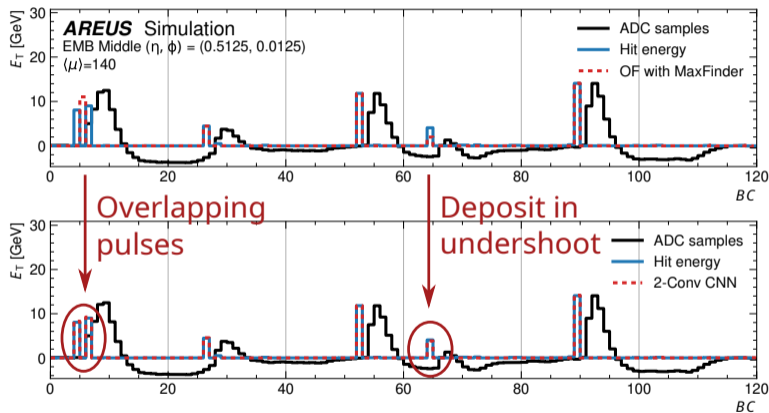 AREUS Simulation
EMB Middle (η, ϕ) = (0.5125, 0.0125)
⟨μ⟩=140
ADC samples
Hit energy
OF with MaxFinder
E_T [GeV]
30
20
10
0
0 20 40 60 80 100 120
BC
Overlapping
pulses
Deposit in
undershoot
ADC samples
Hit energy
2-Conv CNN
E_T [GeV]
30
20
10
0
0 20 40 60 80 100 120
BC